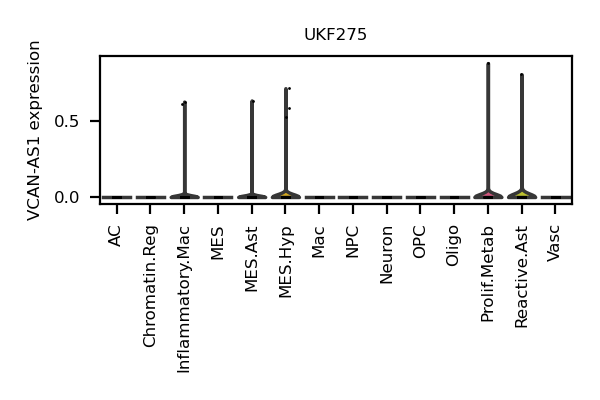 UKF275
VCAN-AS1 expression
0.5
0.0
AC
Chromatin.Reg
Inflammatory.Mac
MES
MES.Ast
MES.Hyp
Mac
NPC
Neuron
OPC
Oligo
Prolif.Metab
Reactive.Ast
Vasc